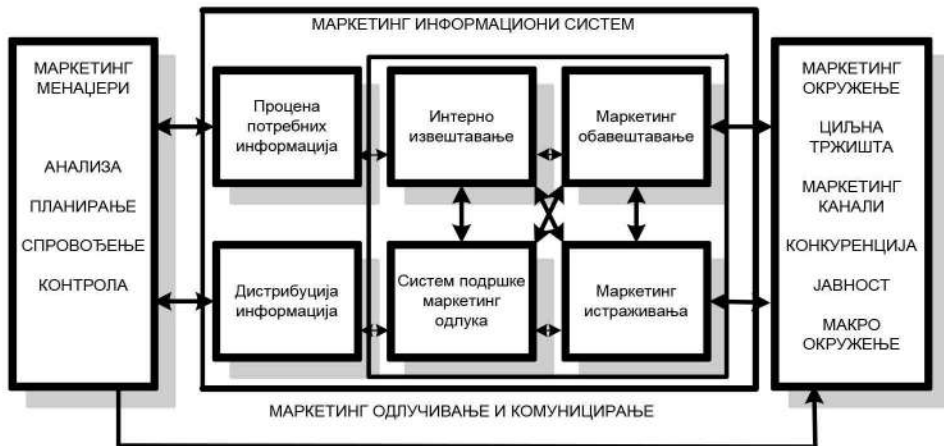 МАРКЕТИНГ ИНФОРМАЦИОНИ СИСТЕМ
МАРКЕТИНГ
МЕНАЏЕРИ
АНАЛИЗА
ПЛАНИРАЊЕ
СПРОВОЂЕЊЕ
КОНТРОЛА
Процена
потребних
информација
Интерно
извештавање
Маркетинг
обавештавање
Дистрибуција
информација
Систем подршке
маркетинг
одлука
Маркетинг
истраживања
МАРКЕТИНГ
ОКРУЖЕЊЕ
ЦИЉНА
ТРЖИШТА
МАРКЕТИНГ
КАНАЛИ
КОНКУРЕНЦИЈА
ЈАВНОСТ
МАКРО
ОКРУЖЕЊЕ
МАРКЕТИНГ ОДЛУЧИВАЊЕ И КОМУНИЦИРАЊЕ